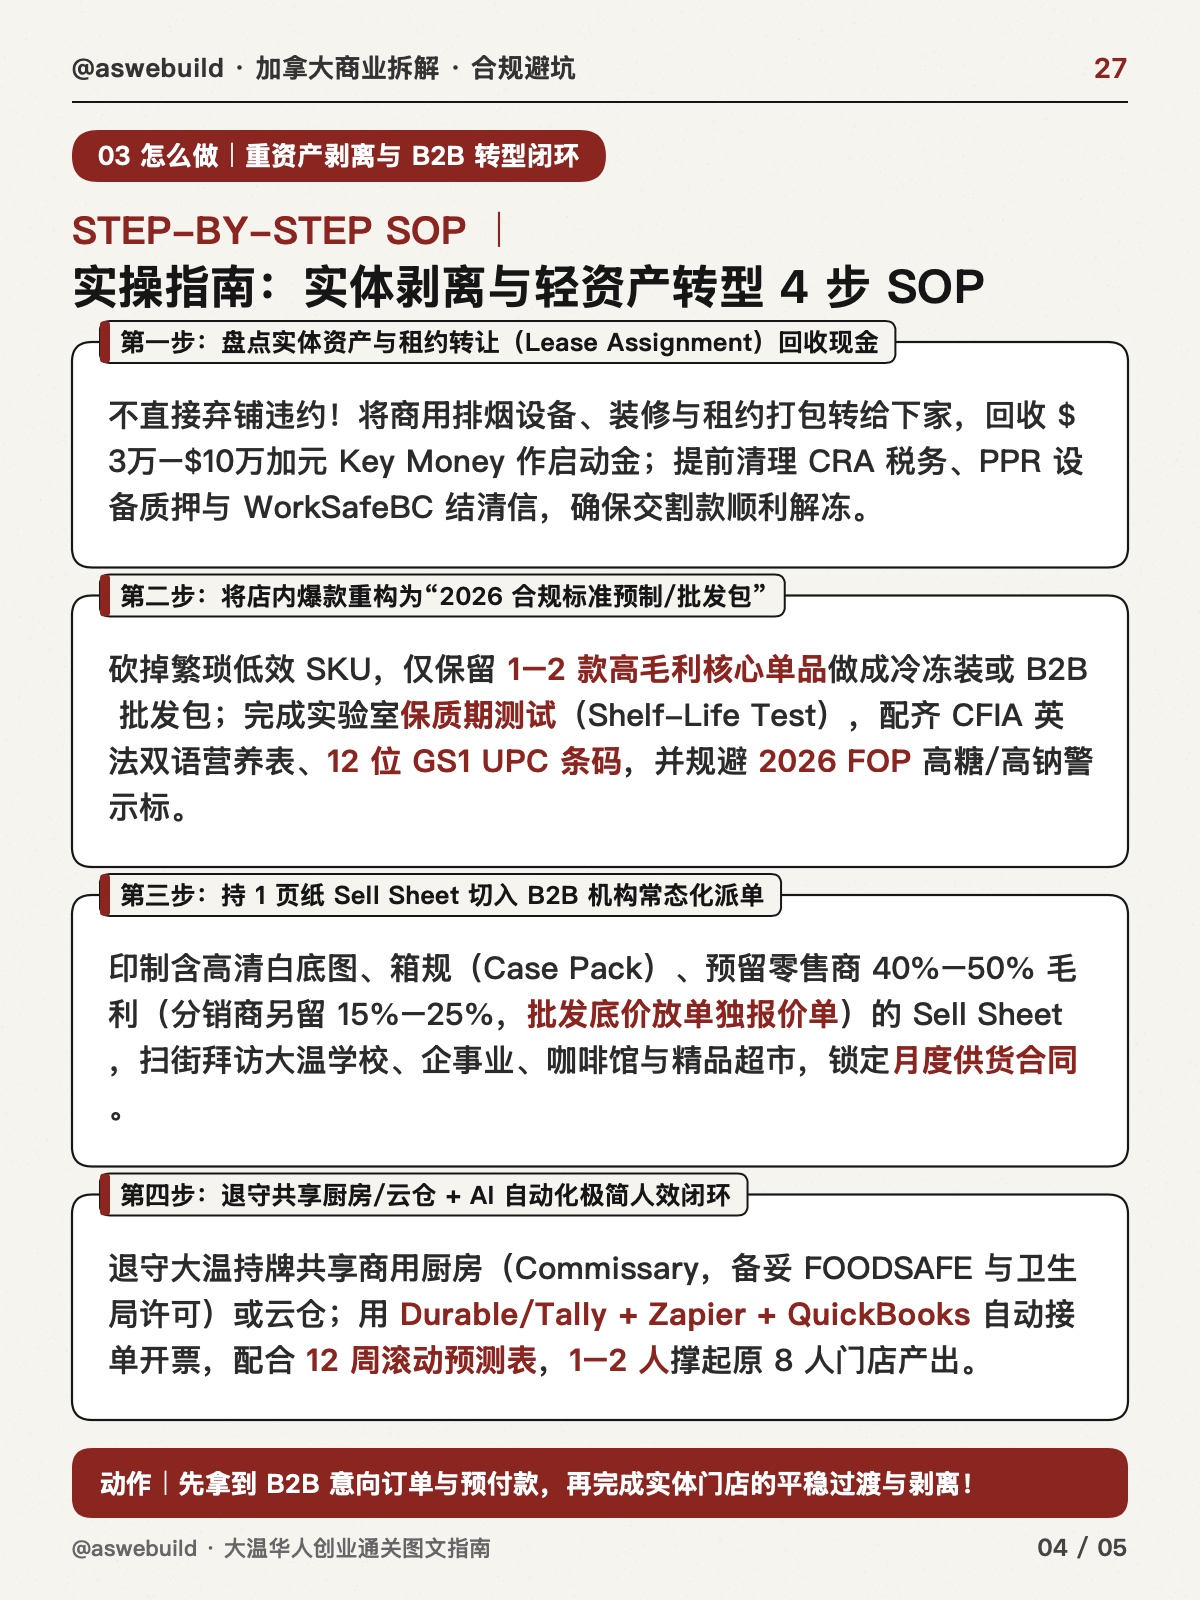 @aswebuild · 加拿大商业拆解 · 合规避坑
27
03 怎么做｜重资产剥离与 B2B 转型闭环
STEP–BY–STEP SOP ｜
实操指南：实体剥离与轻资产转型 4 步 SOP
第一步：盘点实体资产与租约转让（Lease Assignment）回收现金
不直接弃铺违约！将商用排烟设备、装修与租约打包转给下家，回收 $
3万—$10万加元 Key Money 作启动金；提前清理 CRA 税务、PPR 设
备质押与 WorkSafeBC 结清信，确保交割款顺利解冻。
第二步：将店内爆款重构为“2026 合规标准预制/批发包”
砍掉繁琐低效 SKU，仅保留 1—2 款高毛利核心单品做成冷冻装或 B2B
批发包；完成实验室保质期测试（Shelf–Life Test），配齐 CFIA 英
法双语营养表、12 位 GS1 UPC 条码，并规避 2026 FOP 高糖/高钠警
示标。
第三步：持 1 页纸 Sell Sheet 切入 B2B 机构常态化派单
印制含高清白底图、箱规（Case Pack）、预留零售商 40%—50% 毛
利（分销商另留 15%—25%，批发底价放单独报价单）的 Sell Sheet
，扫街拜访大温学校、企事业、咖啡馆与精品超市，锁定月度供货合同
。
第四步：退守共享厨房/云仓 + AI 自动化极简人效闭环
退守大温持牌共享商用厨房（Commissary，备妥 FOODSAFE 与卫生
局许可）或云仓；用 Durable/Tally + Zapier + QuickBooks 自动接
单开票，配合 12 周滚动预测表，1—2 人撑起原 8 人门店产出。
动作｜先拿到 B2B 意向订单与预付款，再完成实体门店的平稳过渡与剥离！
@aswebuild · 大温华人创业通关图文指南
04 / 05